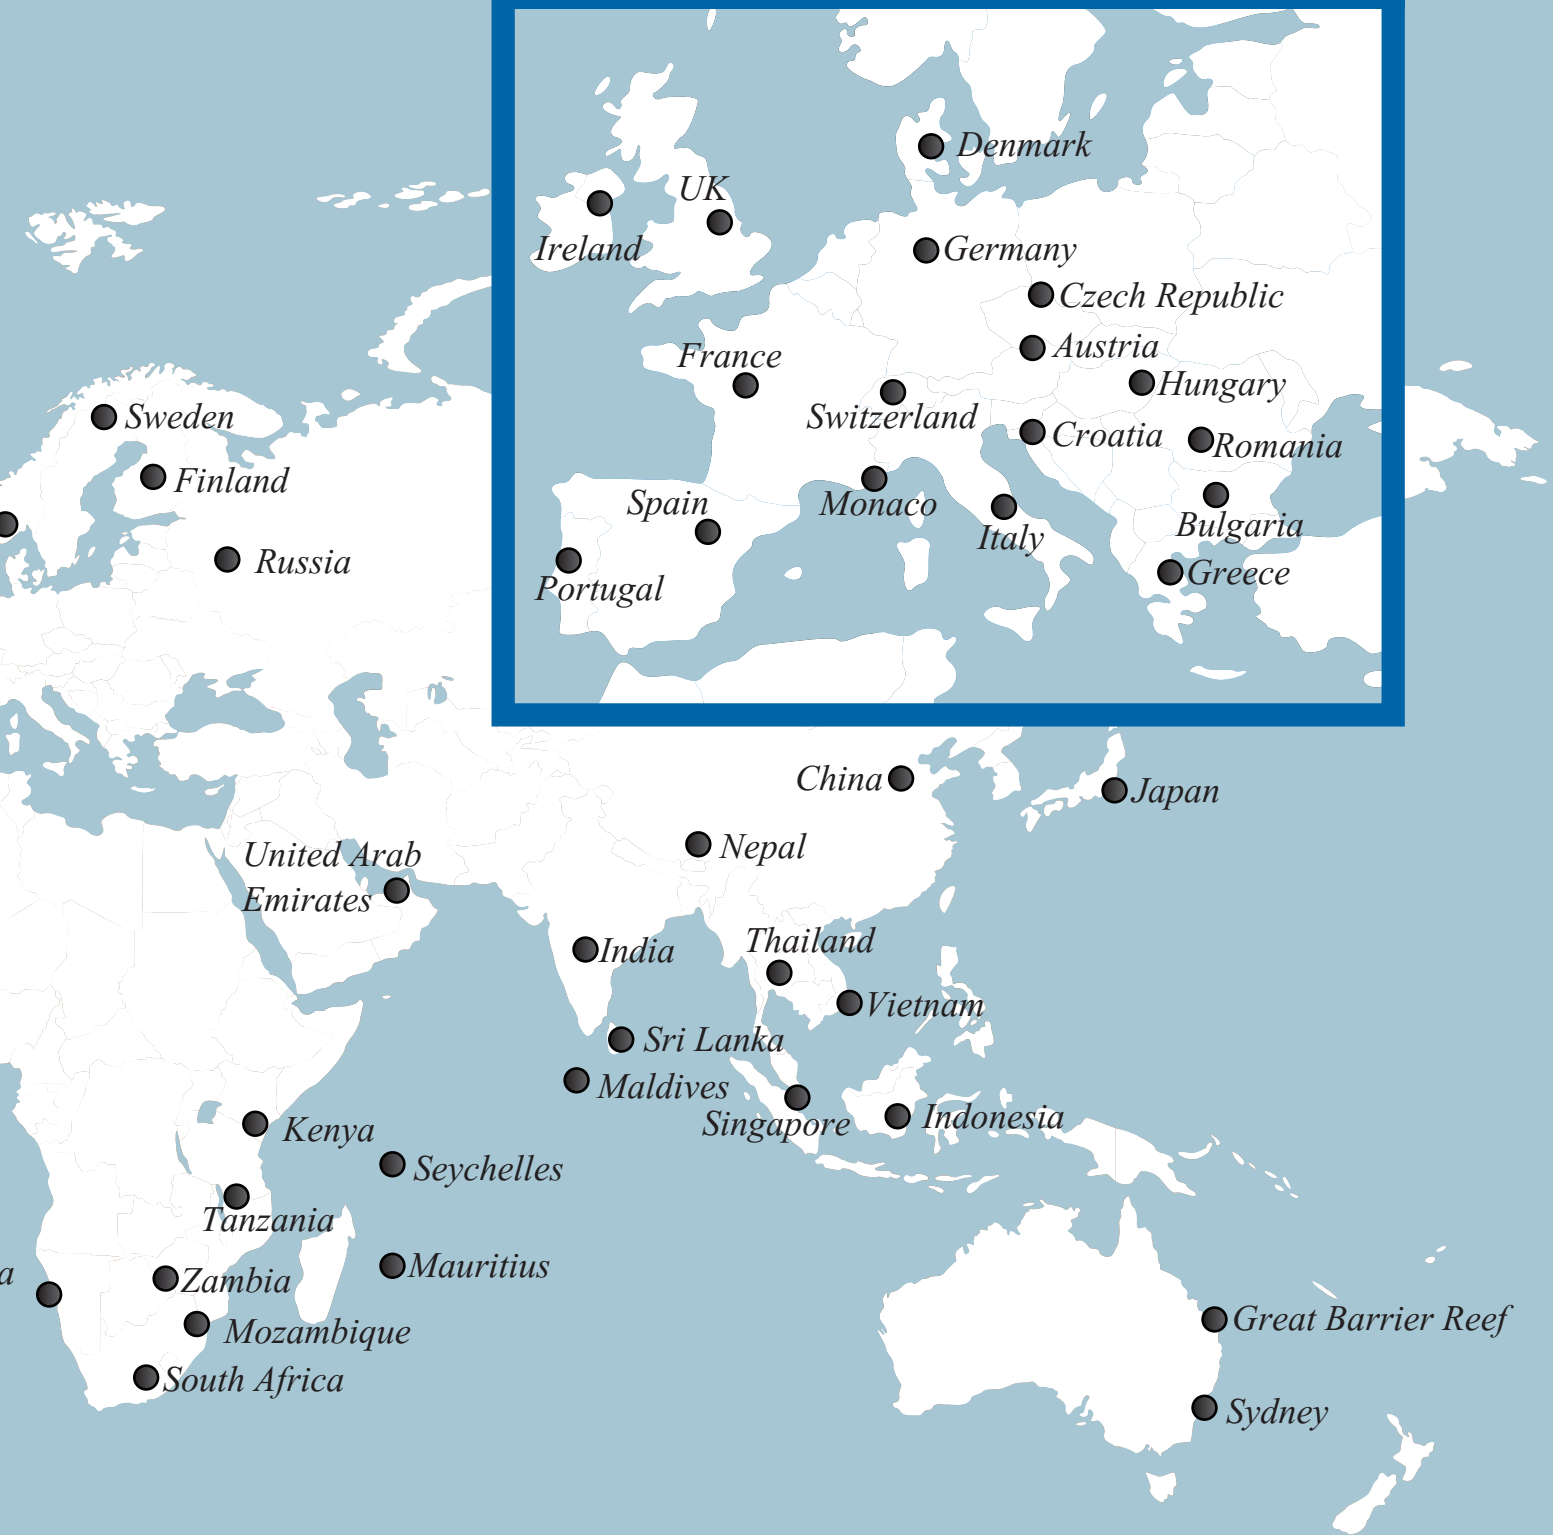 Denmark
UK
Ireland
Germany
Czech Republic
Austria
France
Hungary
Switzerland
Croatia
Romania
Spain
Monaco
Italy
Bulgaria
Greece
Portugal
Sweden
Finland
Russia
China
Japan
Nepal
United Arab
Emirates
India
Thailand
Vietnam
Sri Lanka
Maldives
Singapore
Indonesia
Kenya
Seychelles
Tanzania
Mauritius
a
Zambia
Mozambique
South Africa
Great Barrier Reef
Sydney